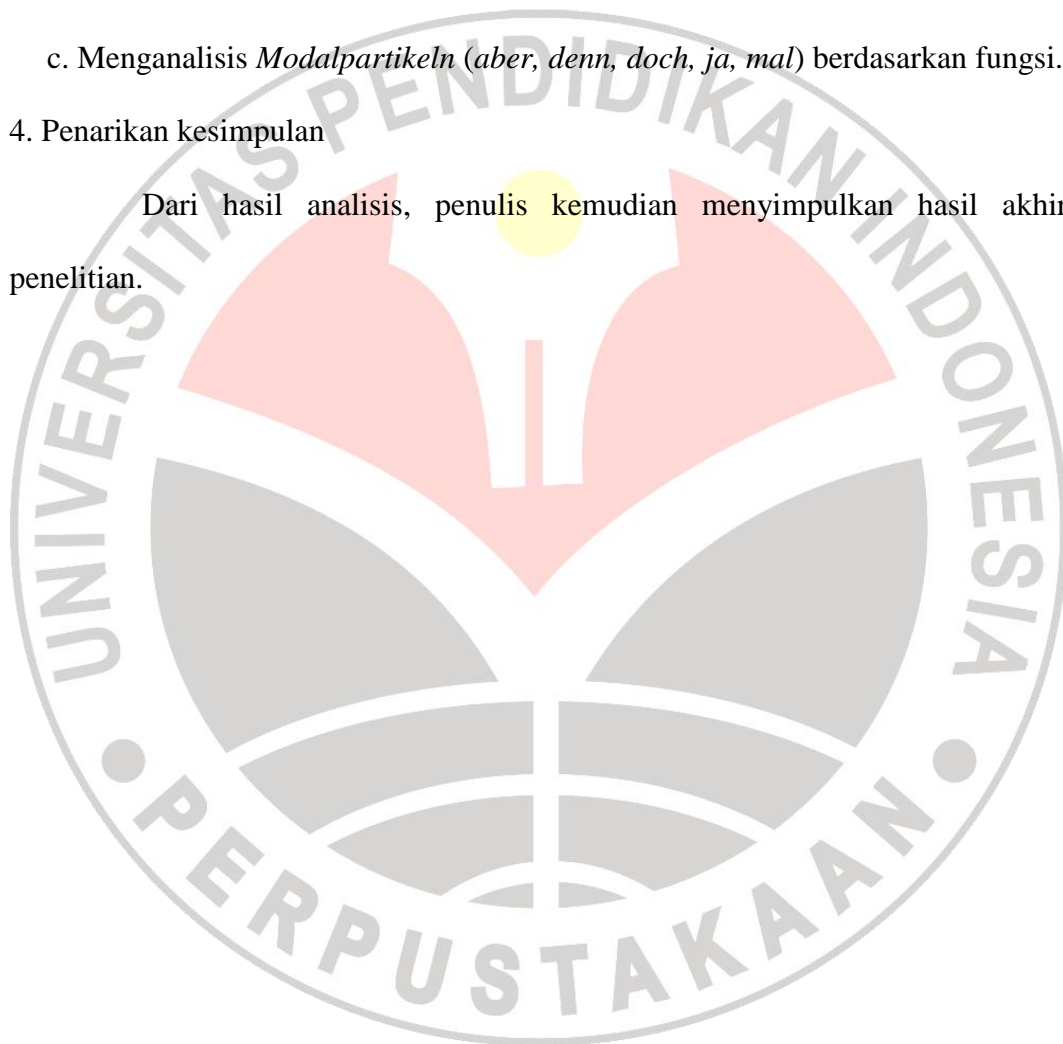 c. Menganalisis Modalpartikeln (aber, denn, doch, ja, mal) berdasarkan fungsi.
4. Penarikan kesimpulan
Dari hasil analisis, penulis kemudian menyimpulkan hasil akhir
penelitian.
UNIVERSITAS PENDIDIKAN INDONESIA
PERPUSTAKAAN